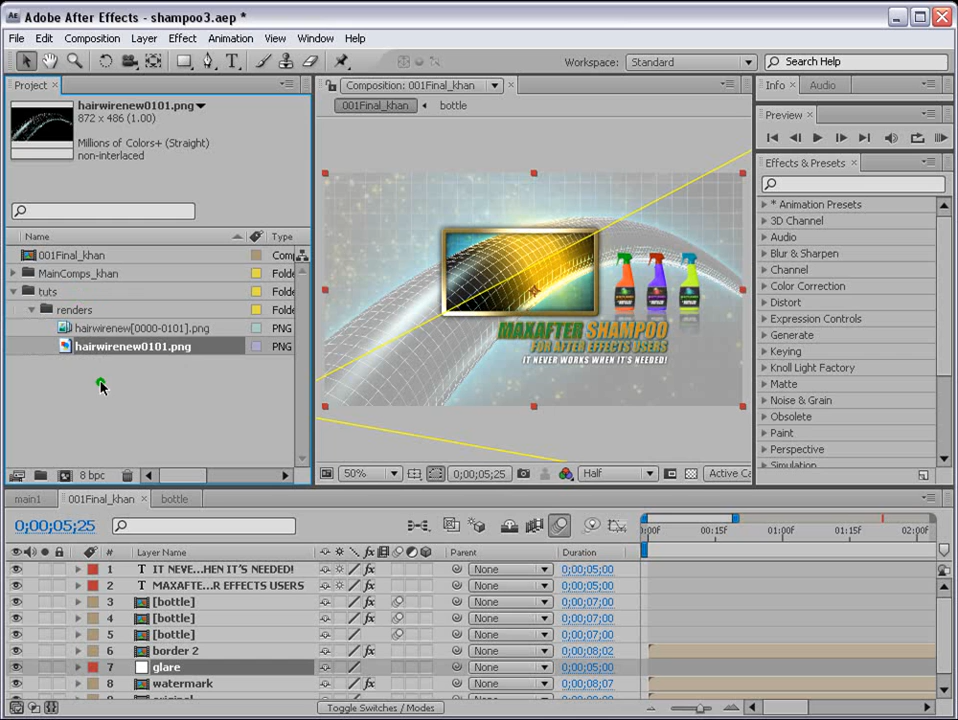 Adobe After Effects - shampoo3.aep *
File Edit Composition Layer Effect Animation View Window Help
Workspace: Standard Search Help
Project
hairwirenew0101.png
872 x 486 (1.00)
Millions of Colors+ (Straight)
non-interlaced
Name Type
001Final_khan Comp
MainComps_khan Folde
tuts Folde
renders Folde
hairwirenew[0000-0101].png PNG
hairwirenew0101.png PNG
8 bpc
Composition: 001Final_khan
001Final_khan bottle
MAXAFTER SHAMPOO
FOR AFTER EFFECTS USERS
IT NEVER WORKS WHEN IT'S NEEDED!
50% 0;00;05;25 Half Active Ca
Info Audio
Preview
Effects & Presets
* Animation Presets
3D Channel
Audio
Blur & Sharpen
Channel
Color Correction
Distort
Expression Controls
Generate
Keying
Knoll Light Factory
Matte
Noise & Grain
Obsolete
Paint
Perspective
Simulation
main1 001Final_khan bottle
0;00;05;25
00f 00:15f 01:00f 01:15f 02:00f
# Layer Name Parent Duration
1 T IT NEVE...HEN IT'S NEEDED! None 0;00;05;00
2 T MAXAFTE...R EFFECTS USERS None 0;00;05;00
3 [bottle] None 0;00;07;00
4 [bottle] None 0;00;07;00
5 [bottle] None 0;00;07;00
6 border 2 None 0;00;08;02
7 glare None 0;00;05;00
8 watermark None 0;00;08;07
Toggle Switches / Modes